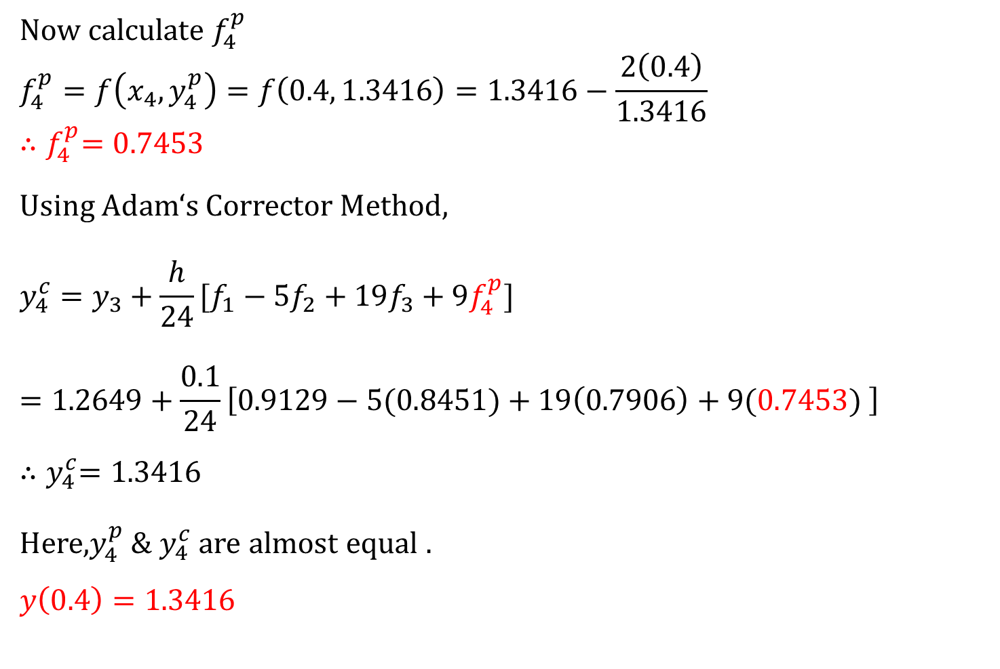 Now calculate $f_4^p$
$f_4^p = f(x_4, y_4^p) = f(0.4, 1.3416) = 1.3416 - \frac{2(0.4)}{1.3416}$
$\therefore f_4^p = 0.7453$
Using Adam‘s Corrector Method,
$y_4^c = y_3 + \frac{h}{24}[f_1 - 5f_2 + 19f_3 + 9f_4^p]$
$= 1.2649 + \frac{0.1}{24}[0.9129 - 5(0.8451) + 19(0.7906) + 9(0.7453) ]$
$\therefore y_4^c = 1.3416$
Here,$y_4^p$ & $y_4^c$ are almost equal .
$y(0.4) = 1.3416$